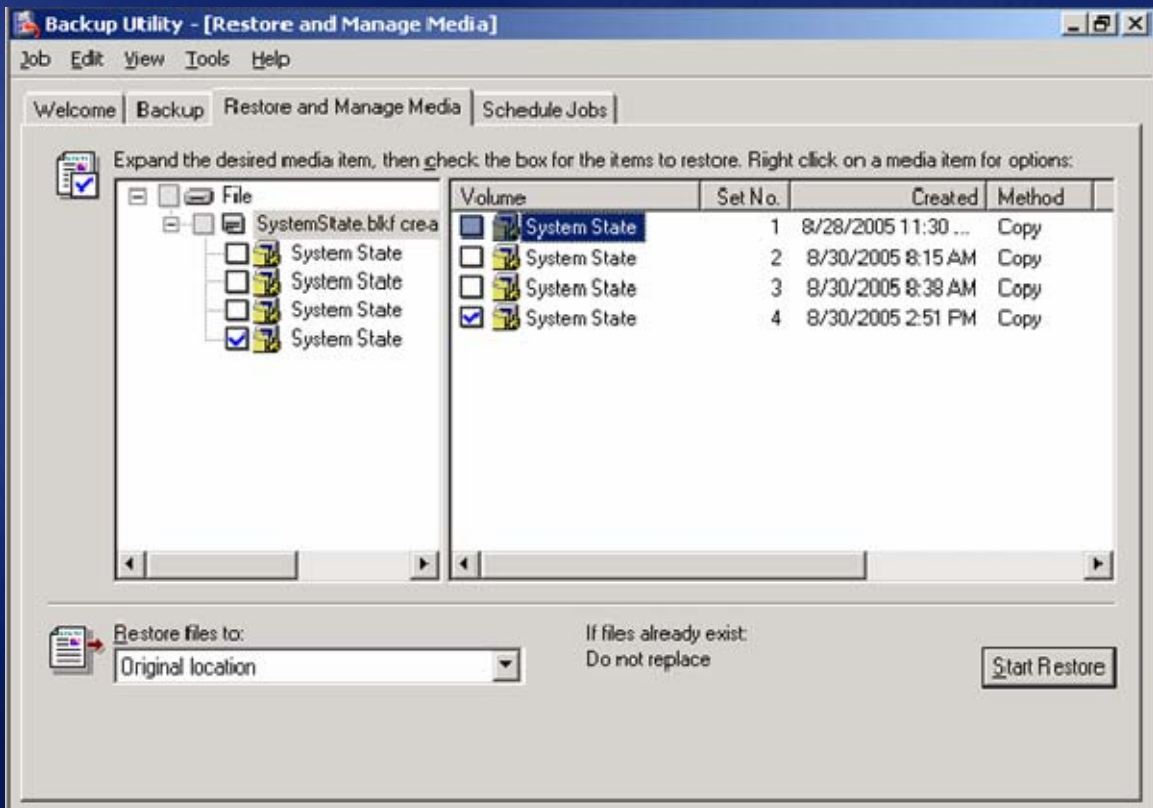 Backup Utility - [Restore and Manage Media]
Job Edit View Tools Help
Welcome Backup Restore and Manage Media Schedule Jobs
Expand the desired media item, then check the box for the items to restore. Riight click on a media item for options:
File
SystemState.blkf crea
System State
System State
System State
System State
Volume Set No. Created Method
System State 1 8/28/2005 11:30 ... Copy
System State 2 8/30/2005 8:15 AM Copy
System State 3 8/30/2005 8:38 AM Copy
System State 4 8/30/2005 2:51 PM Copy
Restore files to:
Original location
If files already exist:
Do not replace
Start Restore